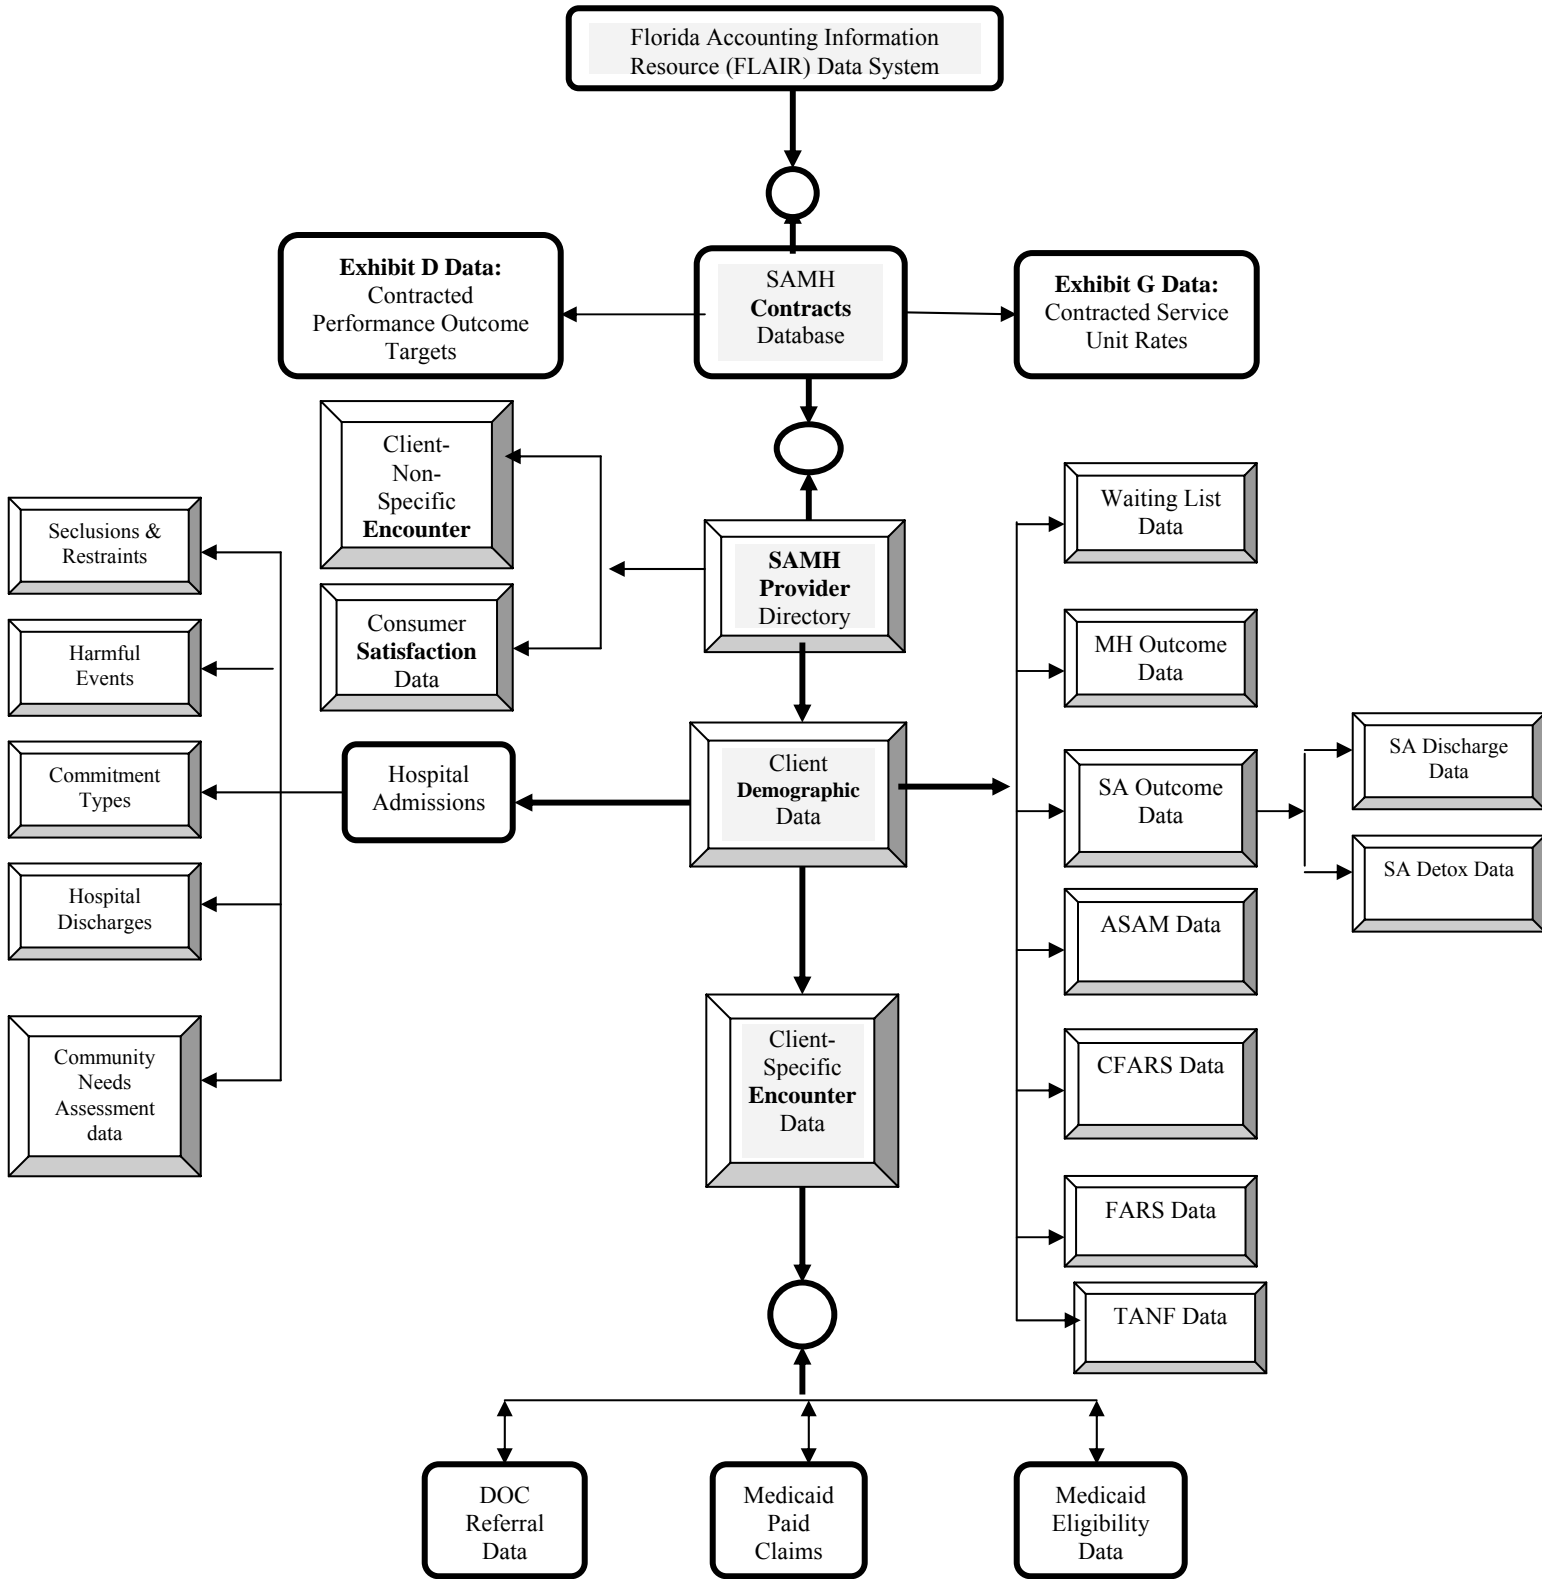 Florida Accounting Information
Resource (FLAIR) Data System
Exhibit D Data:
Contracted
Performance Outcome
Targets
SAMH
Contracts
Database
Exhibit G Data:
Contracted Service
Unit Rates
Client-
Non-
Specific
Encounter
Consumer
Satisfaction
Data
SAMH
Provider
Directory
Waiting List
Data
MH Outcome
Data
SA Outcome
Data
ASAM Data
CFARS Data
FARS Data
TANF Data
SA Discharge
Data
SA Detox Data
Seclusions &
Restraints
Harmful
Events
Commitment
Types
Hospital
Discharges
Community
Needs
Assessment
data
Hospital
Admissions
Client
Demographic
Data
Client-
Specific
Encounter
Data
DOC
Referral
Data
Medicaid
Paid
Claims
Medicaid
Eligibility
Data